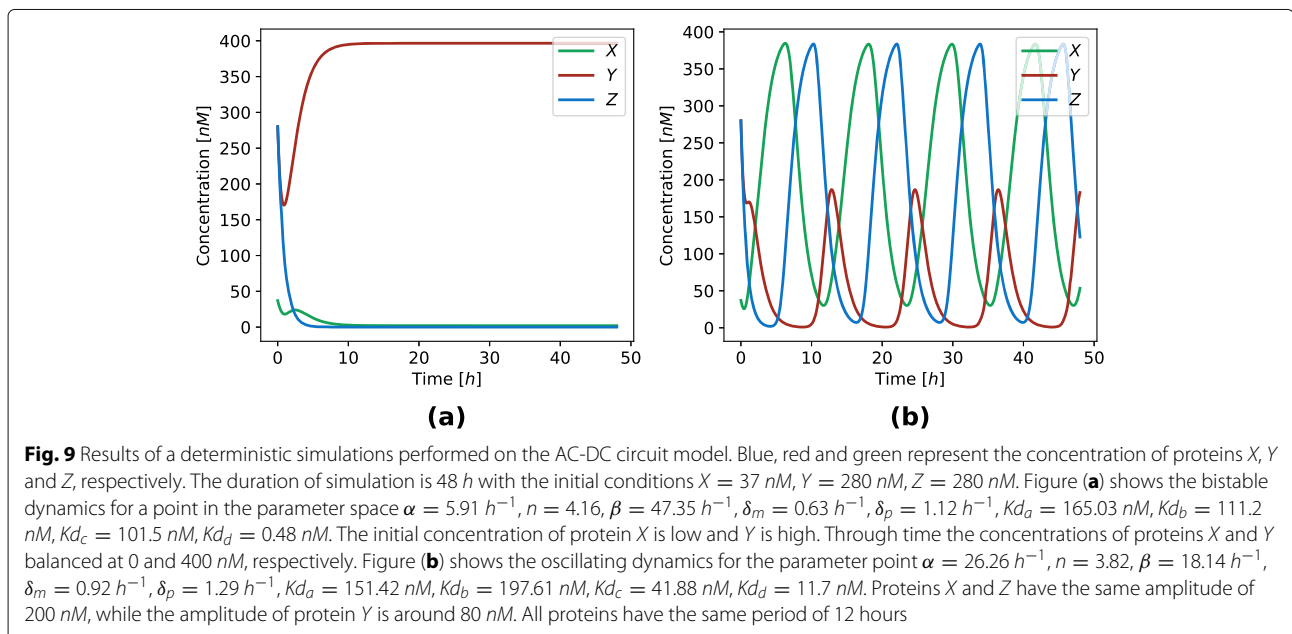 400
350
300
250
200
150
100
50
0
Concentration [nM]
X
Y
Z
0
10
20
30
40
50
Time [h]
(a)
400
350
300
250
200
150
100
50
0
Concentration [nM]
X
Y
Z
0
10
20
30
40
50
Time [h]
(b)
Fig. 9 Results of a deterministic simulations performed on the AC-DC circuit model. Blue, red and green represent the concentration of proteins X, Y
and Z, respectively. The duration of simulation is 48 h with the initial conditions X = 37 nM, Y = 280 nM, Z = 280 nM. Figure (a) shows the bistable
dynamics for a point in the parameter space α = 5.91 h⁻¹, n = 4.16, β = 47.35 h⁻¹, δₘ = 0.63 h⁻¹, δₚ = 1.12 h⁻¹, Kdₐ = 165.03 nM, Kd_b = 111.2
nM, Kd_c = 101.5 nM, Kd_d = 0.48 nM. The initial concentration of protein X is low and Y is high. Through time the concentrations of proteins X and Y
balanced at 0 and 400 nM, respectively. Figure (b) shows the oscillating dynamics for the parameter point α = 26.26 h⁻¹, n = 3.82, β = 18.14 h⁻¹,
δₘ = 0.92 h⁻¹, δₚ = 1.29 h⁻¹, Kdₐ = 151.42 nM, Kd_b = 197.61 nM, Kd_c = 41.88 nM, Kd_d = 11.7 nM. Proteins X and Z have the same amplitude of
200 nM, while the amplitude of protein Y is around 80 nM. All proteins have the same period of 12 hours